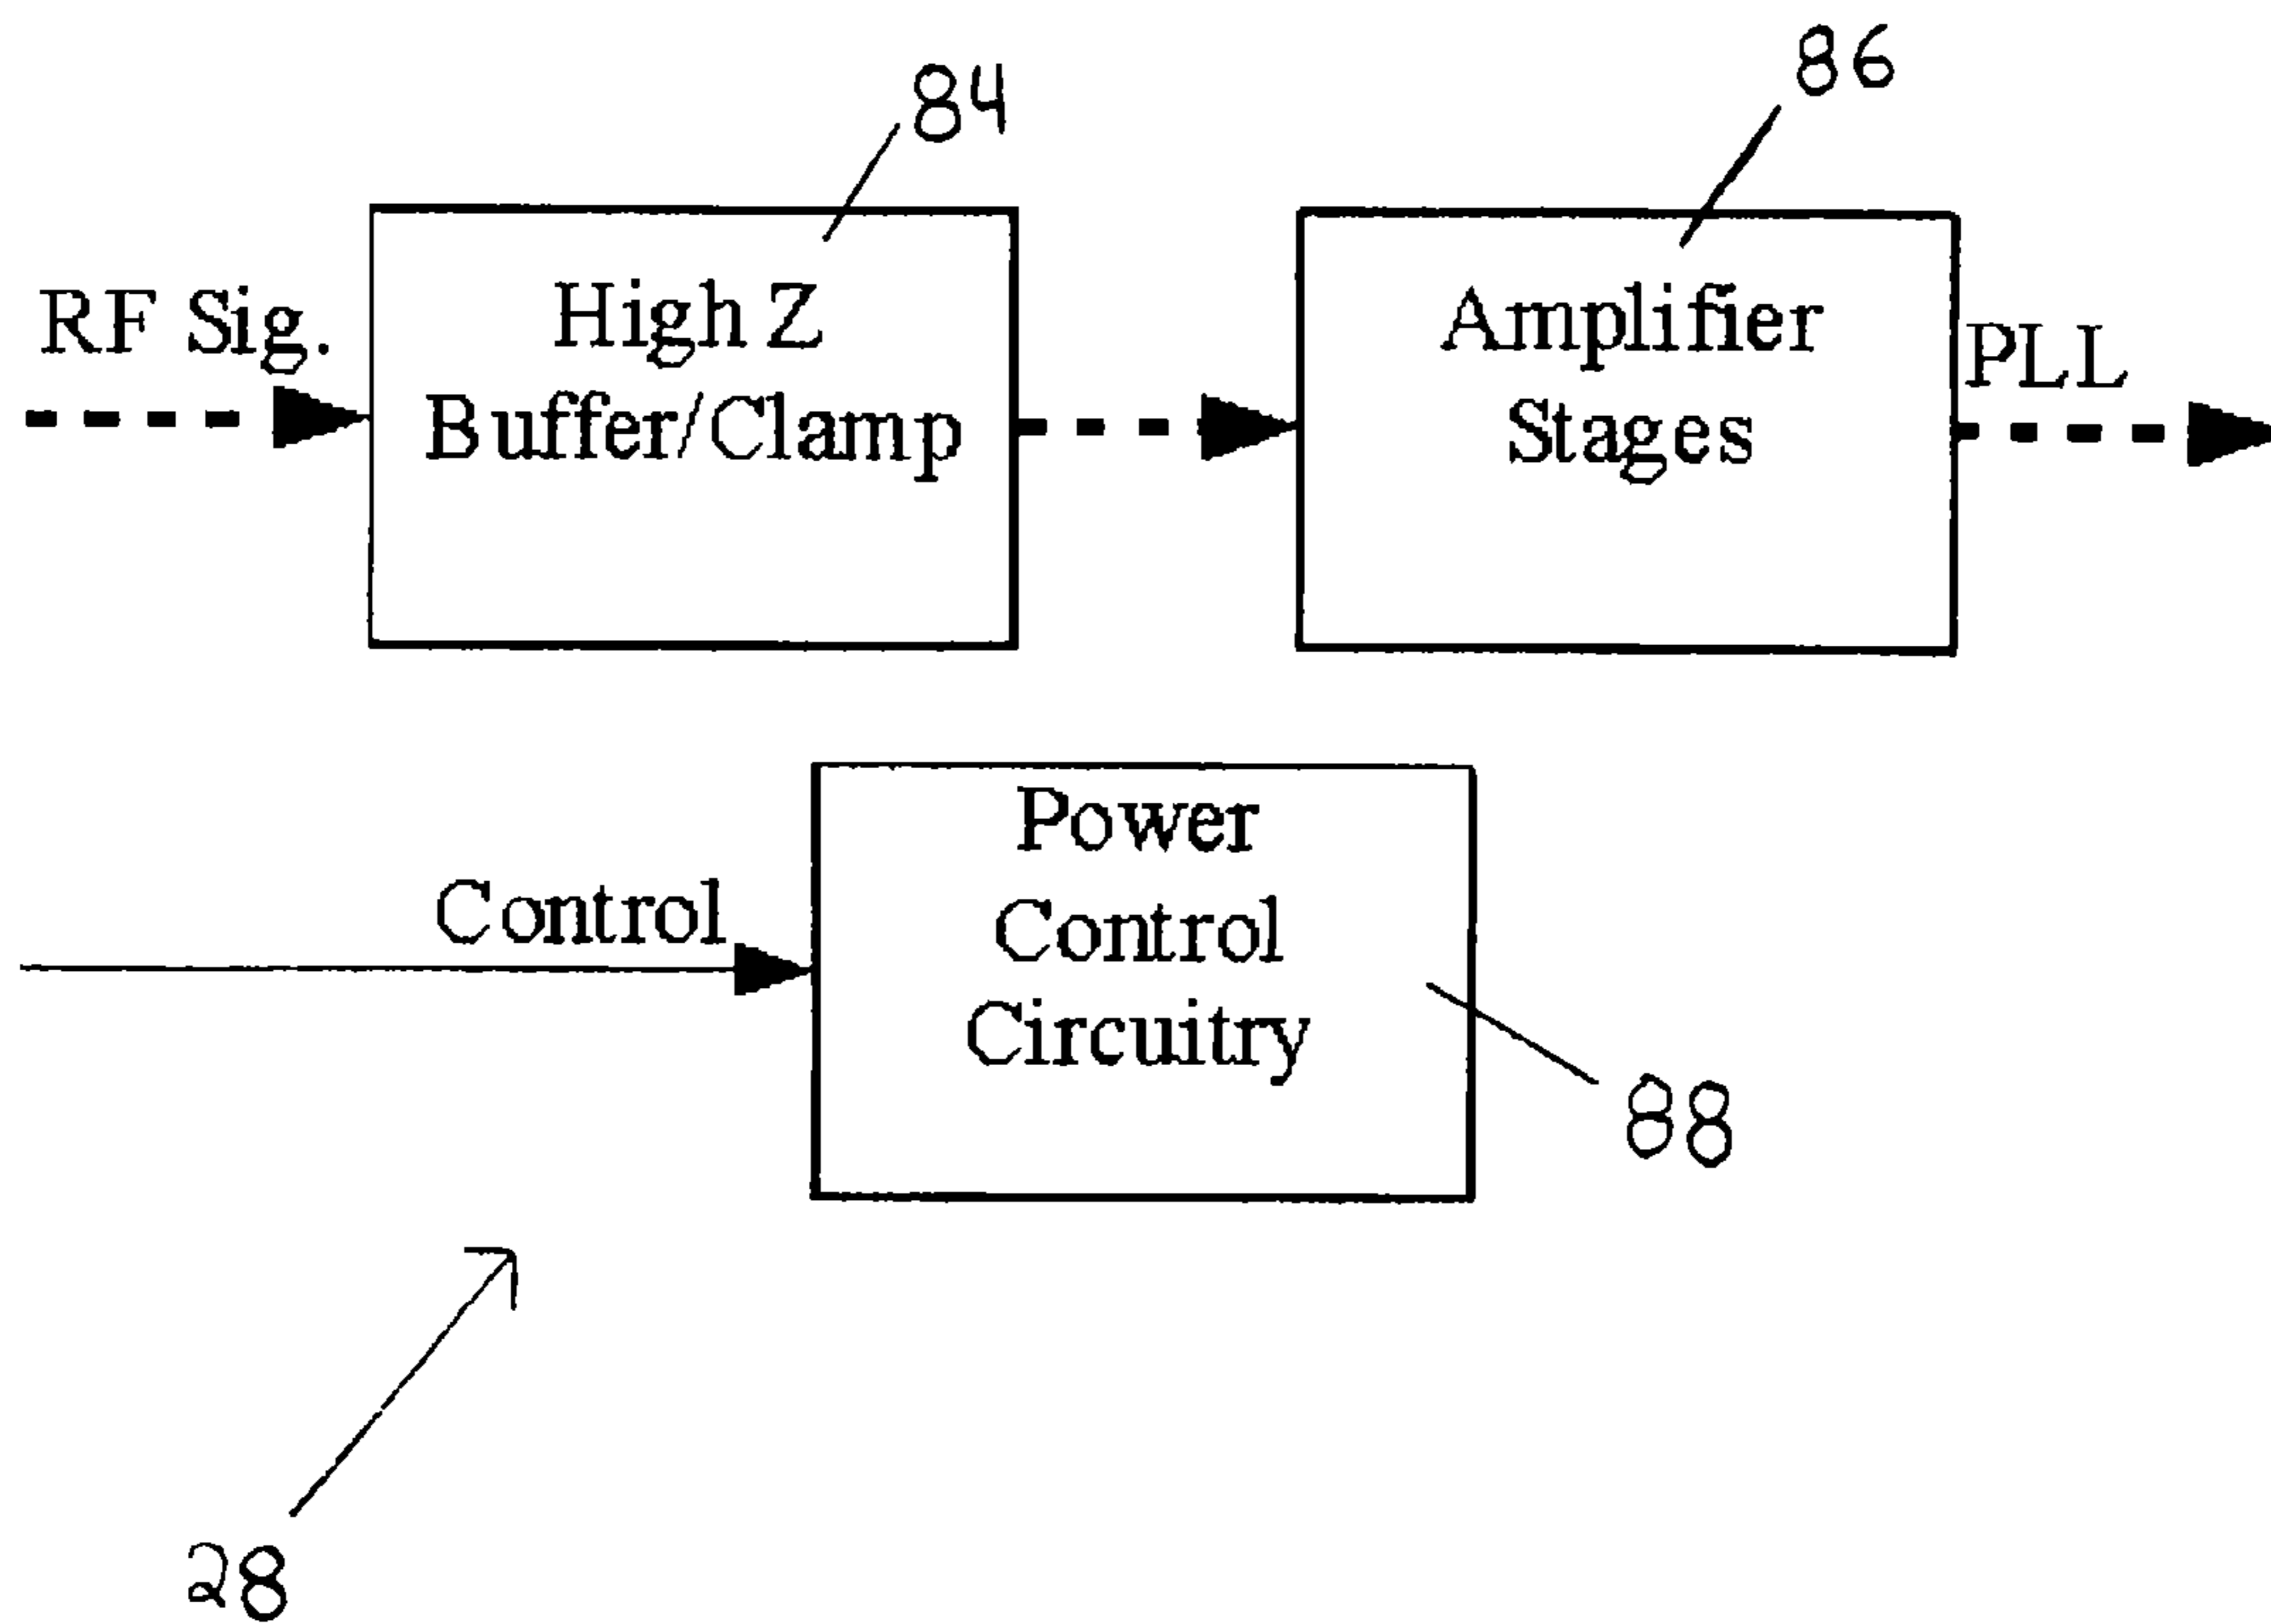 86
84
RF Sig.
High Z
Buffer/Clamp
Amplifier
Stages
PLL
Control
Power
Control
Circuitry
88
28